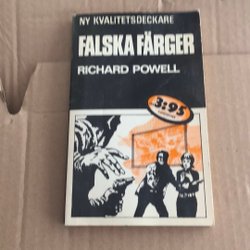 NY KVALITETSDECKARE
FALSKA FÄRGER
RICHARD POWELL
3:95